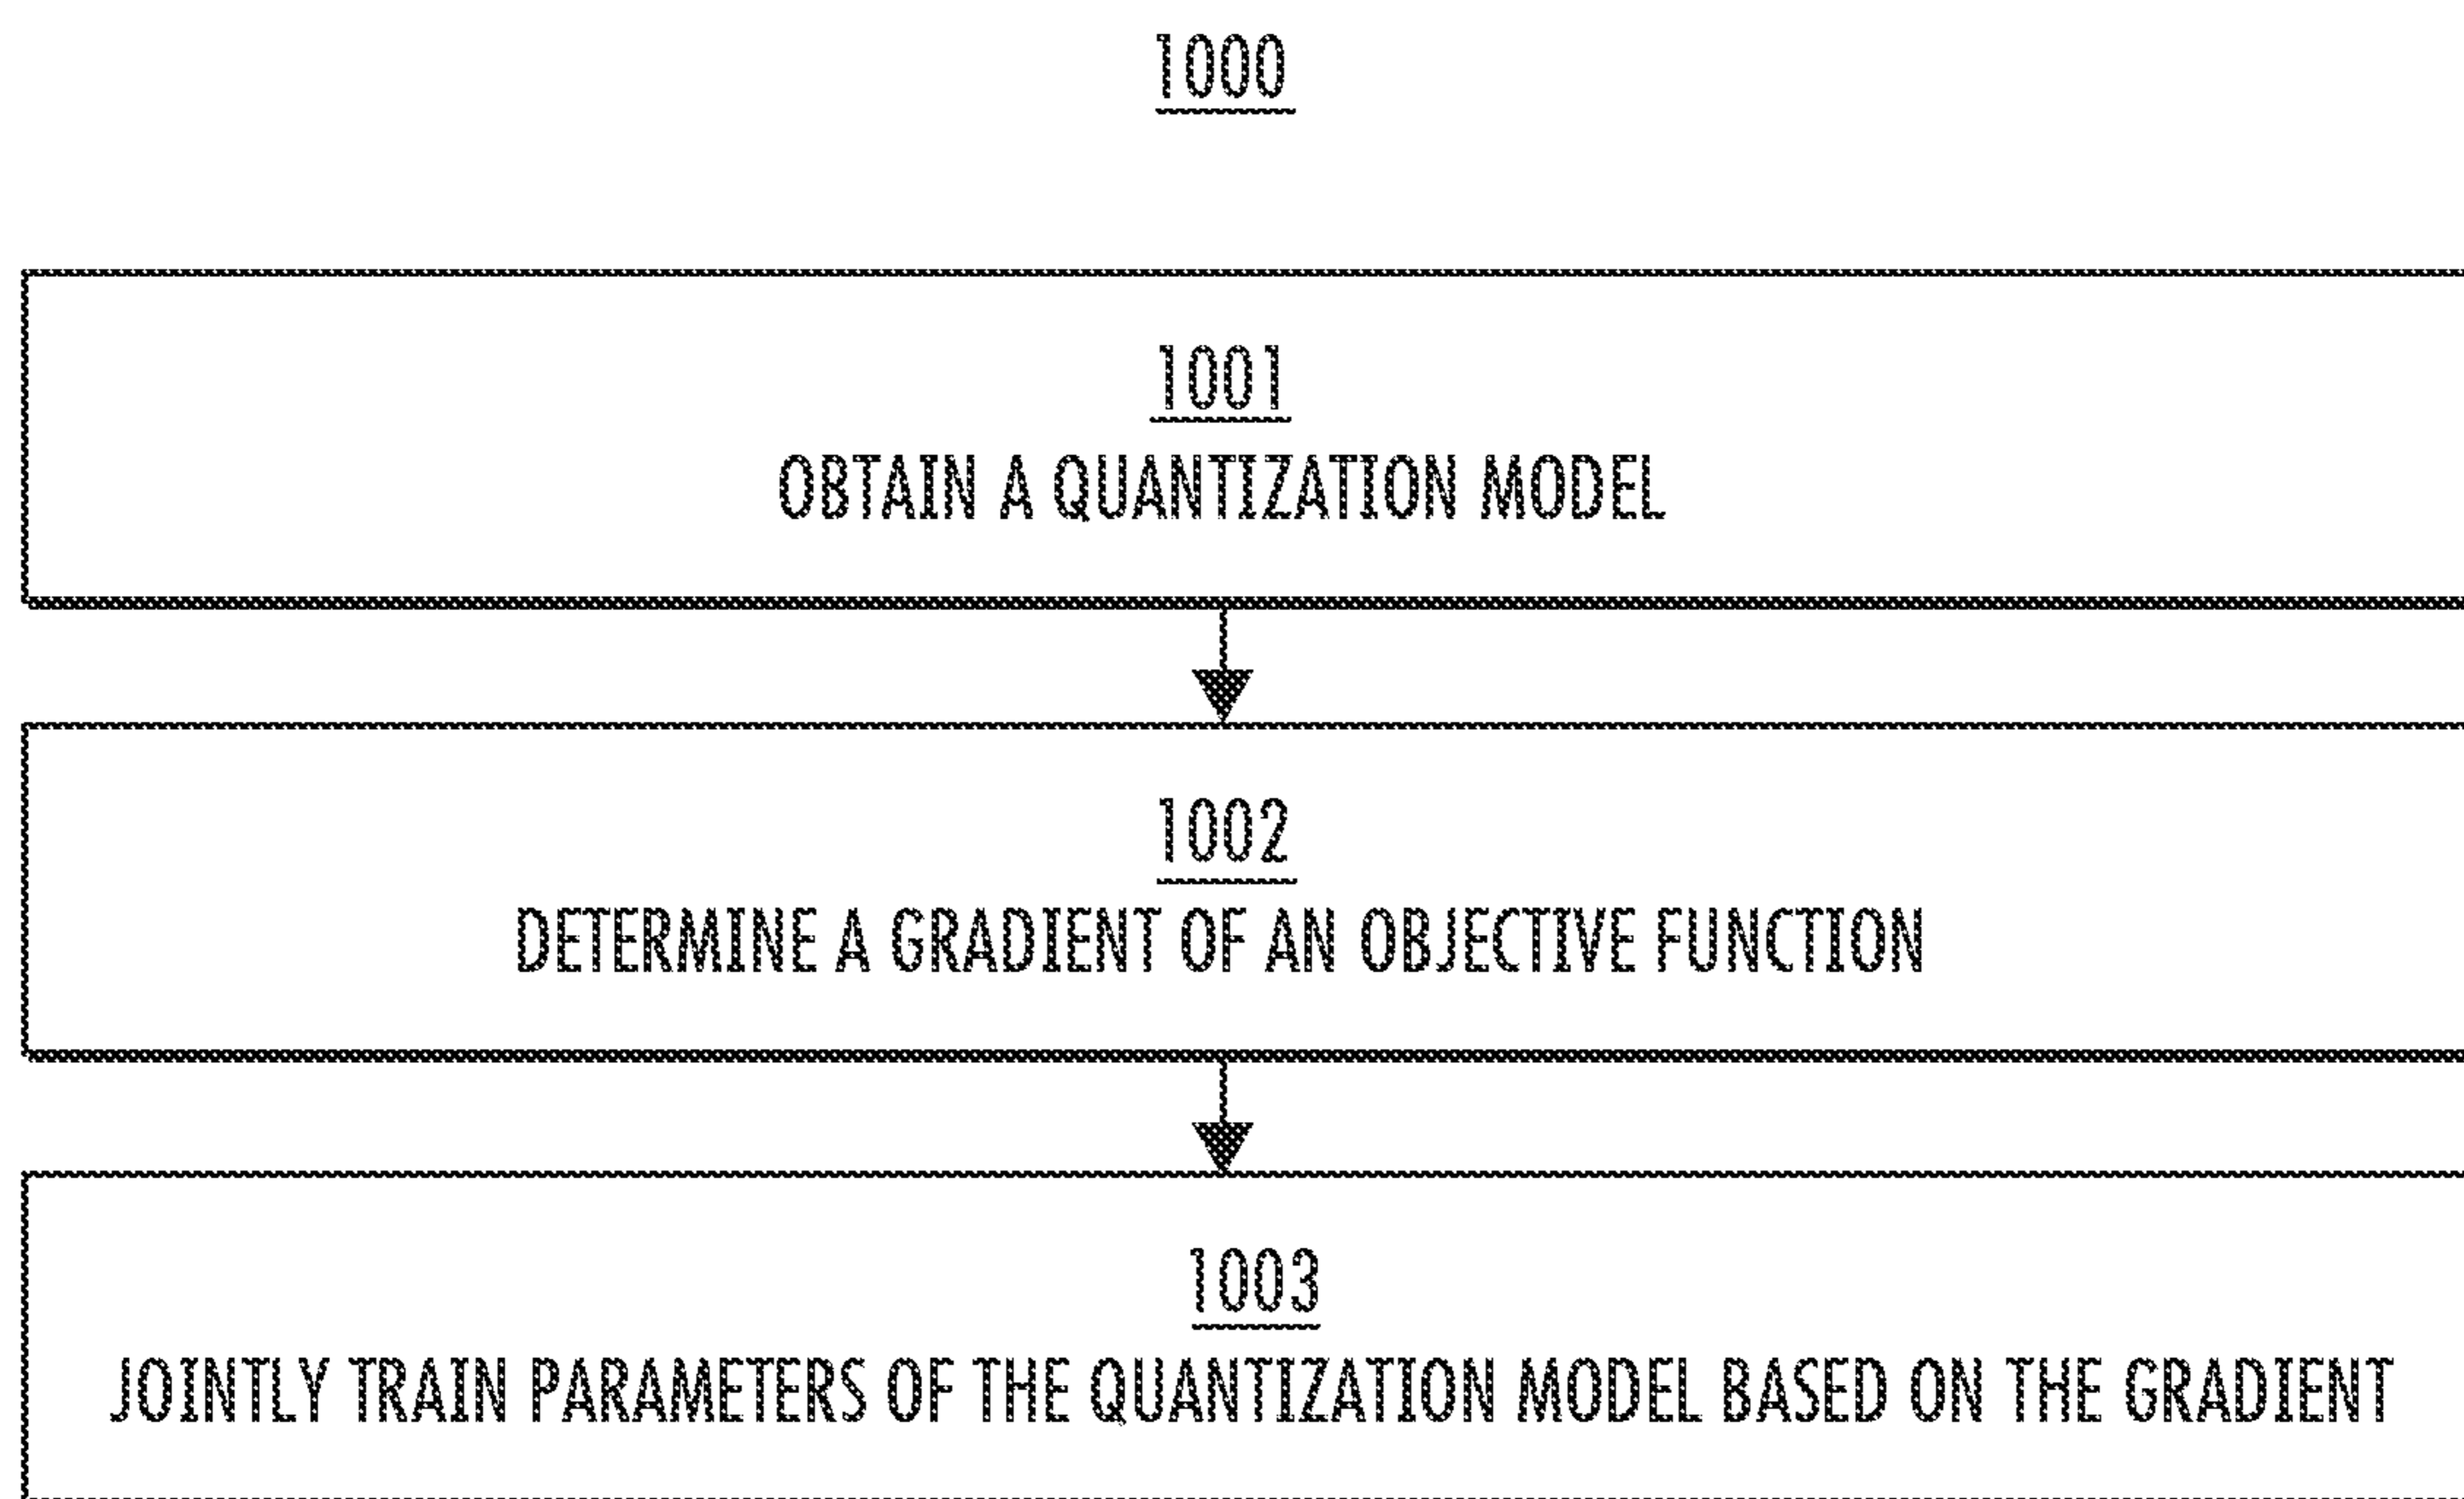 1000
1001
OBTAIN A QUANTIZATION MODEL
1002
DETERMINE A GRADIENT OF AN OBJECTIVE FUNCTION
1003
JOINTLY TRAIN PARAMETERS OF THE QUANTIZATION MODEL BASED ON THE GRADIENT